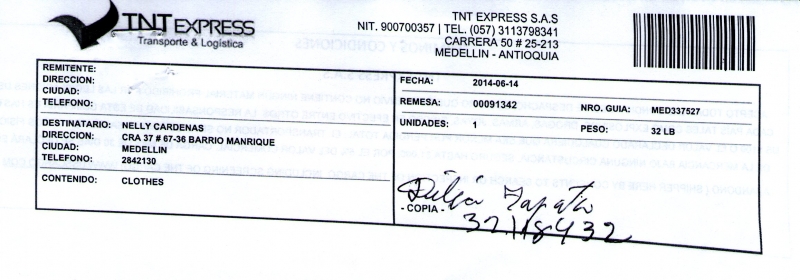 TNT EXPRESS
Transporte & Logística
TNT EXPRESS S.A.S
NIT. 900700357 | TEL. (057) 3113798341
CARRERA 50 # 25-213
MEDELLIN - ANTIOQUIA
REMITENTE:
DIRECCION:
CIUDAD:
TELEFONO:
DESTINATARIO: NELLY CARDENAS
DIRECCION: CRA 37 # 67-36 BARRIO MANRIQUE
CIUDAD: MEDELLIN
TELEFONO: 2842130
CONTENIDO: CLOTHES
FECHA: 2014-06-14
REMESA: 00091342 NRO. GUIA: MED337527
UNIDADES: 1 PESO: 32 LB
Zapata
- COPIA -